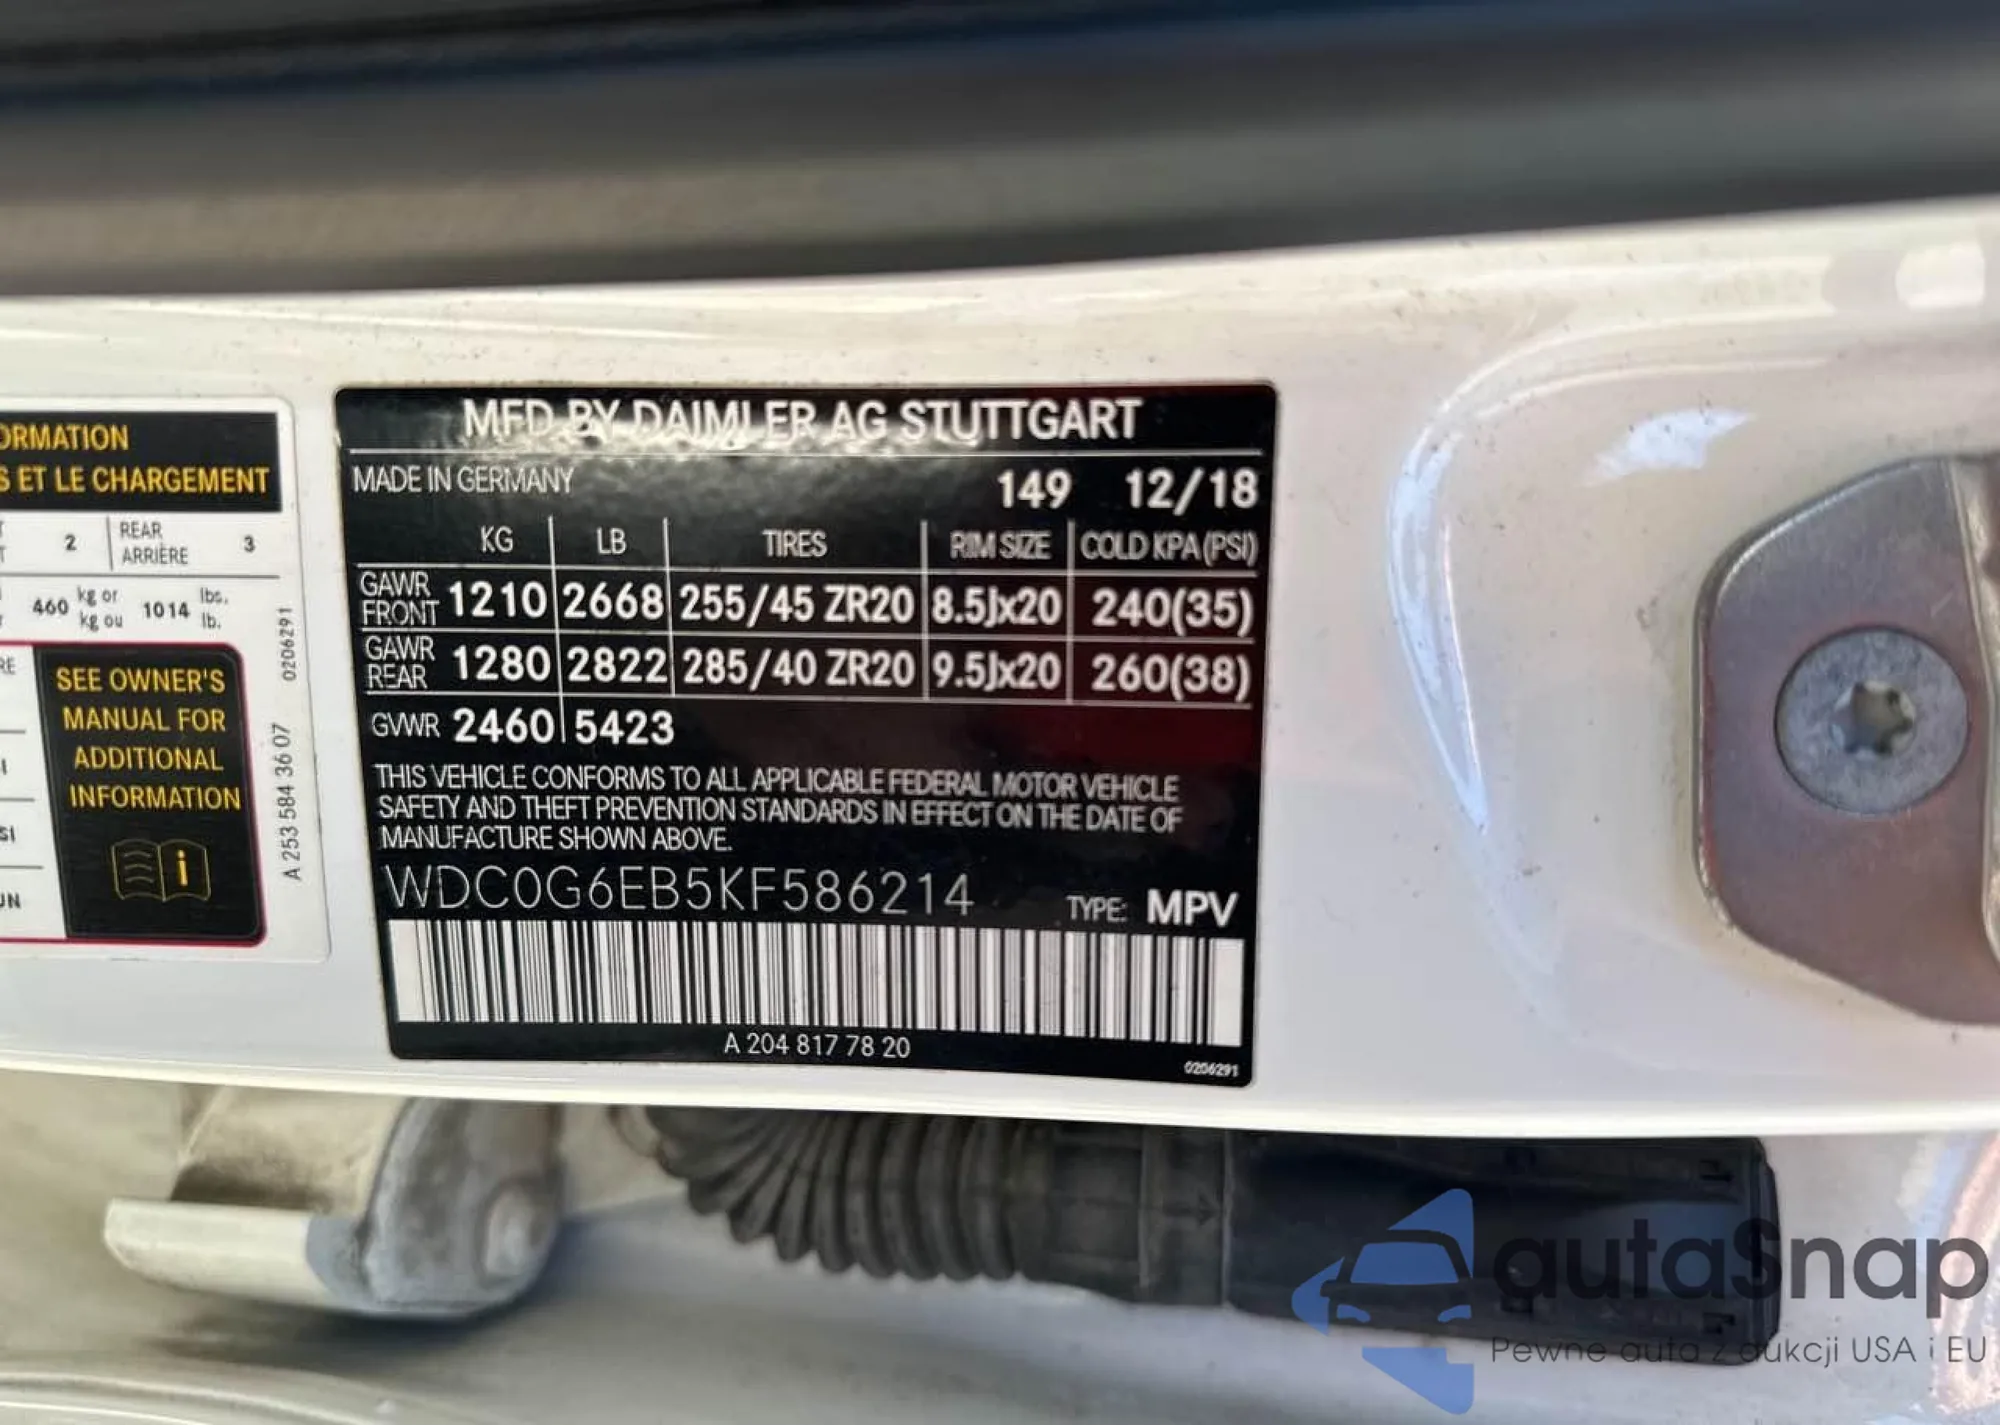 ORMATION
S ET LE CHARGEMENT
2 REAR ARRIÈRE 3
460 kg or kg ou 1014 lbs. lb.
SEE OWNER'S
MANUAL FOR
ADDITIONAL
INFORMATION
i
0206291
A 253 584 36 07
MFD BY DAIMLER AG STUTTGART
MADE IN GERMANY 149 12/18
KG LB TIRES RIM SIZE COLD KPA (PSI)
GAWR FRONT 1210 2668 255/45 ZR20 8.5Jx20 240(35)
GAWR REAR 1280 2822 285/40 ZR20 9.5Jx20 260(38)
GVWR 2460 5423
THIS VEHICLE CONFORMS TO ALL APPLICABLE FEDERAL MOTOR VEHICLE
SAFETY AND THEFT PREVENTION STANDARDS IN EFFECT ON THE DATE OF
MANUFACTURE SHOWN ABOVE.
WDC0G6EB5KF586214 TYPE: MPV
A 204 817 78 20
0206291
autaSnap
Pewne auta z aukcji USA i EU